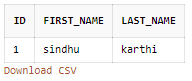 ID FIRST_NAME LAST_NAME
1 sindhu karthi
Download CSV